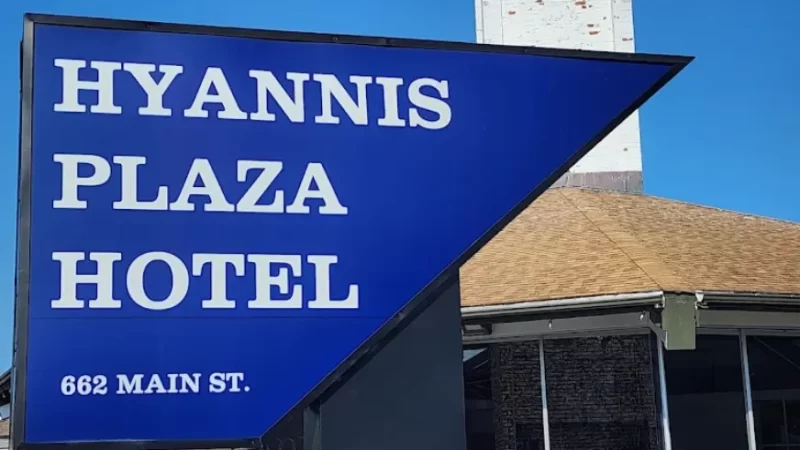 HYANNIS
PLAZA
HOTEL
662 MAIN ST.